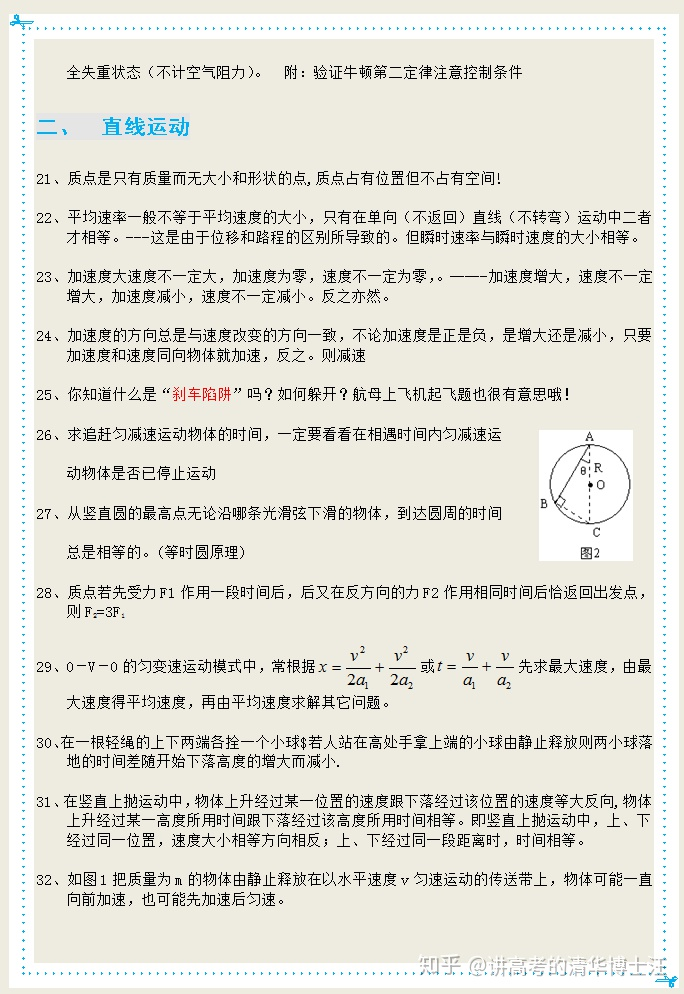 全失重状态（不计空气阻力）。 附：验证牛顿第二定律注意控制条件
二、 直线运动
21、质点是只有质量而无大小和形状的点,质点占有位置但不占有空间!
22、平均速率一般不等于平均速度的大小，只有在单向（不返回）直线（不转弯）运动中二者
才相等。---这是由于位移和路程的区别所导致的。但瞬时速率与瞬时速度的大小相等。
23、加速度大速度不一定大，加速度为零，速度不一定为零，。——-加速度增大，速度不一定
增大，加速度减小，速度不一定减小。反之亦然。
24、加速度的方向总是与速度改变的方向一致，不论加速度是正是负，是增大还是减小，只要
加速度和速度同向物体就加速，反之。则减速
25、你知道什么是“刹车陷阱”吗？如何躲开？航母上飞机起飞题也很有意思哦！
26、求追赶匀减速运动物体的时间，一定要看看在相遇时间内匀减速运
动物体是否已停止运动
27、从竖直圆的最高点无论沿哪条光滑弦下滑的物体，到达圆周的时间
总是相等的。(等时圆原理)
A
θ R
O
B
C
图2
28、质点若先受力F1 作用一段时间后，后又在反方向的力F2 作用相同时间后恰返回出发点，
则F₂=3F₁
29、0－V－0 的匀变速运动模式中，常根据 x = v²/2a₁ + v²/2a₂ 或 t = v/a₁ + v/a₂ 先求最大速度，由最
大速度得平均速度，再由平均速度求解其它问题。
30、在一根轻绳的上下两端各拴一个小球$若人站在高处手拿上端的小球由静止释放则两小球落
地的时间差随开始下落高度的增大而减小.
31、在竖直上抛运动中，物体上升经过某一位置的速度跟下落经过该位置的速度等大反向,物体
上升经过某一高度所用时间跟下落经过该高度所用时间相等。即竖直上抛运动中，上、下
经过同一位置，速度大小相等方向相反；上、下经过同一段距离时，时间相等。
32、如图1 把质量为m 的物体由静止释放在以水平速度v 匀速运动的传送带上，物体可能一直
向前加速，也可能先加速后匀速。
知乎 @讲高考的清华博士汪